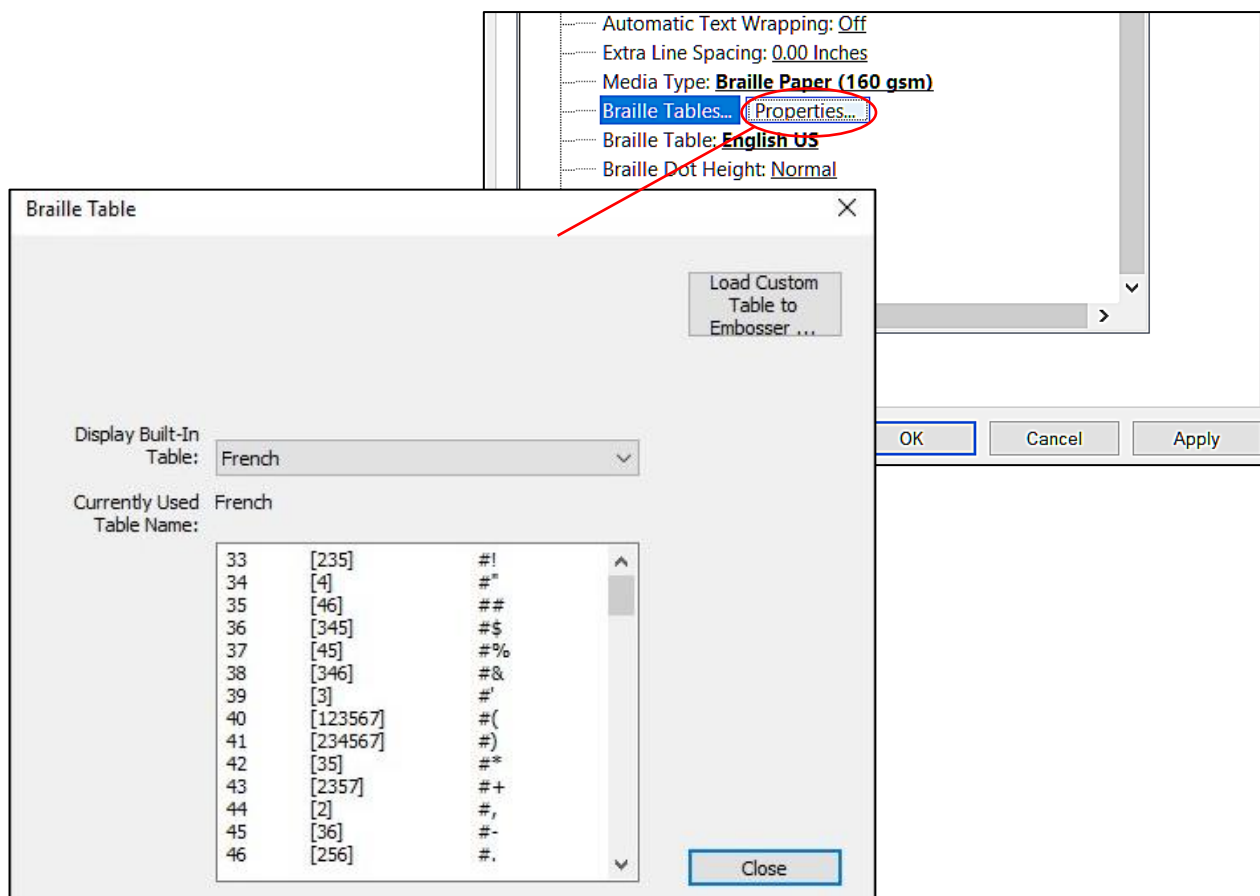 Automatic Text Wrapping: Off
Extra Line Spacing: 0.00 Inches
Media Type: Braille Paper (160 gsm)
Braille Tables... Properties...
Braille Table: English US
Braille Dot Height: Normal
OK Cancel Apply
Braille Table
Load Custom
Table to
Embosser ...
Display Built-In
Table: French
Currently Used French
Table Name:
33 [235] #!
34 [4] #"
35 [46] ##
36 [345] #$
37 [45] #%
38 [346] #&
39 [3] #'
40 [123567] #(
41 [234567] #)
42 [35] #*
43 [2357] #+
44 [2] #,
45 [36] #-
46 [256] #.
Close